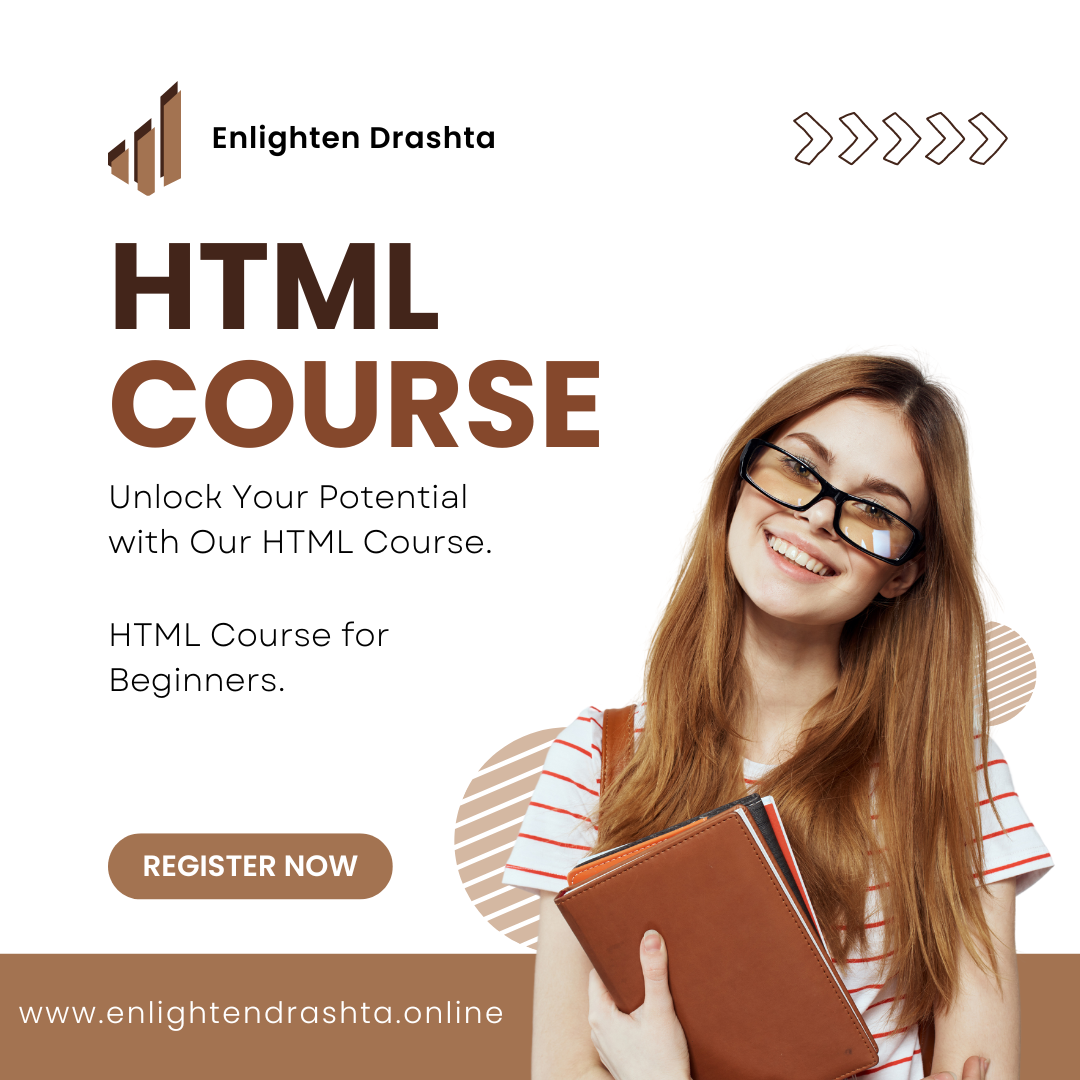 Enlighten Drashta
HTML
COURSE
Unlock Your Potential
with Our HTML Course.
HTML Course for
Beginners.
REGISTER NOW
www.enlightendrashta.online